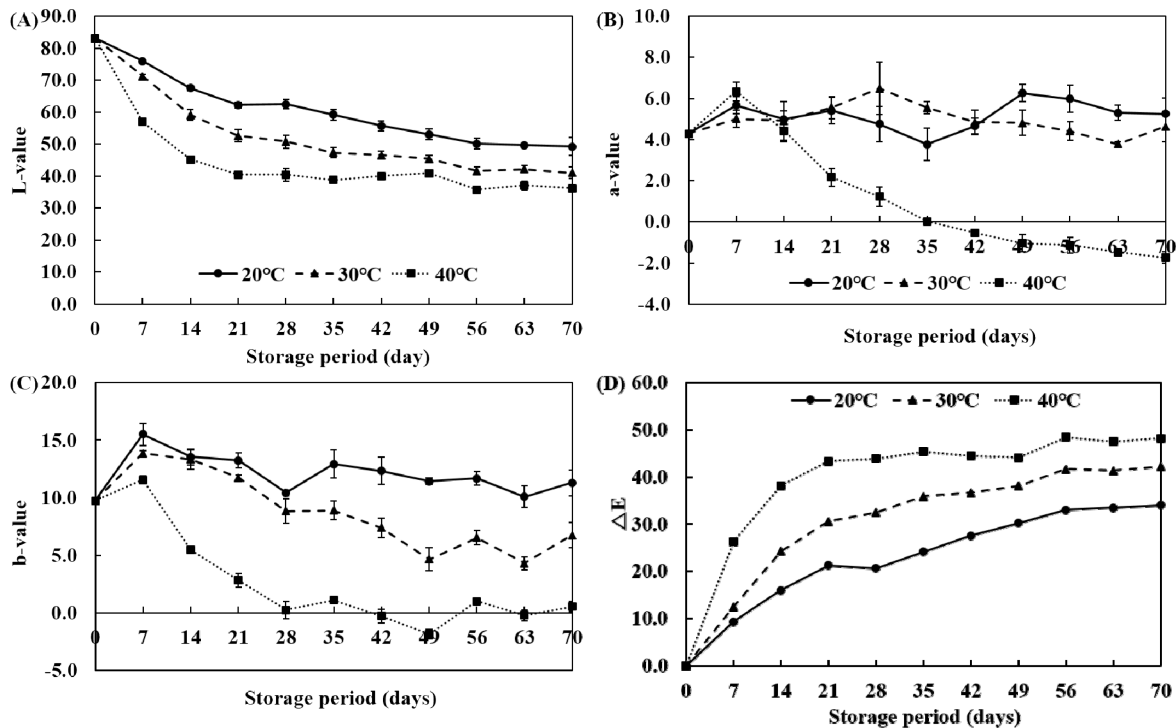 (A)
90.0
80.0
70.0
60.0
50.0
40.0
30.0
20.0
10.0
0.0
L-value
20°C 30°C 40°C
0 7 14 21 28 35 42 49 56 63 70
Storage period (day)
(B)
10.0
8.0
6.0
4.0
2.0
0.0
-2.0
-4.0
a-value
0 7 14 21 28 35 42 49 56 63 70
20°C 30°C 40°C
Storage period (days)
(C)
20.0
15.0
10.0
5.0
0.0
-5.0
b-value
0 7 14 21 28 35 42 49 56 63 70
Storage period (days)
(D)
60.0
50.0
40.0
30.0
20.0
10.0
0.0
△E
20°C 30°C 40°C
0 7 14 21 28 35 42 49 56 63 70
Storage period (days)